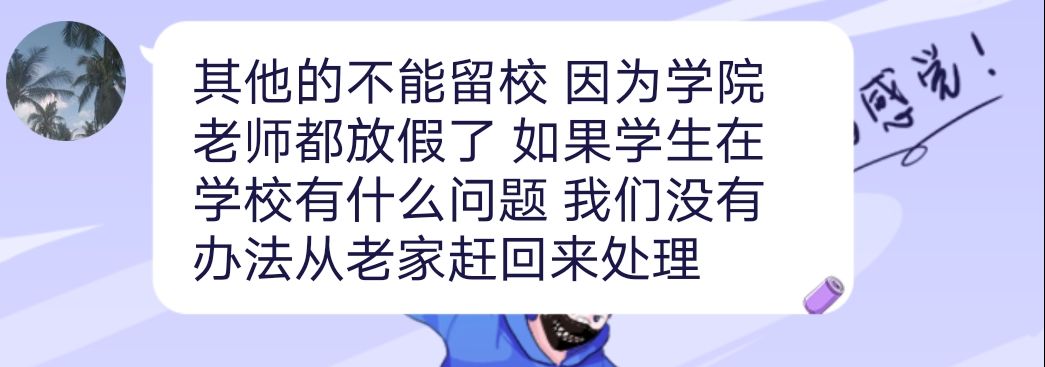 其他的不能留校 因为学院
老师都放假了 如果学生在
学校有什么问题 我们没有
办法从老家赶回来处理
感觉！